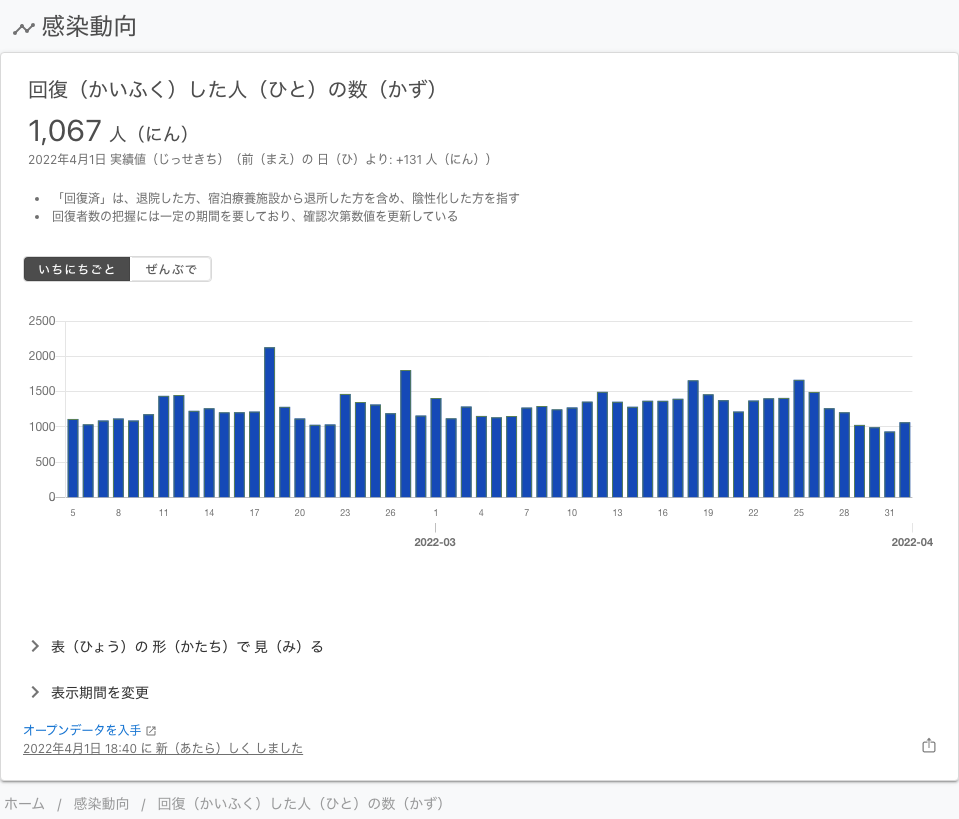 感染動向
回復（かいふく）した人（ひと）の数（かず）
1,067 人（にん）
2022年4月1日 実績値（じっせきち）（前（まえ）の 日（ひ）より: +131 人（にん））
• 「回復済」は、退院した方、宿泊療養施設から退所した方を含め、陰性化した方を指す
• 回復者数の把握には一定の期間を要しており、確認次第数値を更新している
いちにちごと ぜんぶで
2500
2000
1500
1000
500
0
5 8 11 14 17 20 23 26 1 4 7 10 13 16 19 22 25 28 31
2022-03 2022-04
表（ひょう）の 形（かたち）で 見（み）る
表示期間を変更
オープンデータを入手
2022年4月1日 18:40 に 新（あたら）しく しました
ホーム / 感染動向 / 回復（かいふく）した人（ひと）の数（かず）